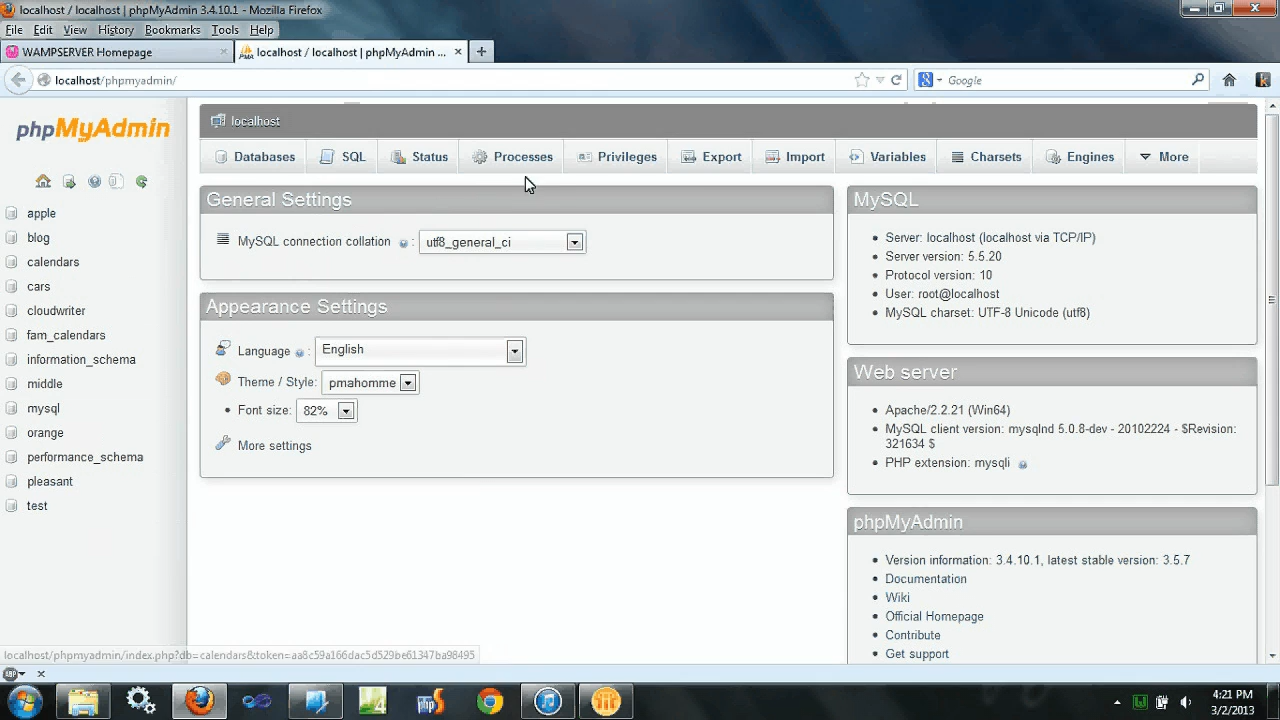 localhost / localhost | phpMyAdmin 3.4.10.1 - Mozilla Firefox
File Edit View History Bookmarks Tools Help
WAMPSERVER Homepage
localhost / localhost | phpMyAdmin ...
localhost/phpmyadmin/
Google
phpMyAdmin
apple
blog
calendars
cars
cloudwriter
fam_calendars
information_schema
middle
mysql
orange
performance_schema
pleasant
test
localhost
Databases SQL Status Processes Privileges Export Import Variables Charsets Engines More
General Settings
MySQL connection collation : utf8_general_ci
Appearance Settings
Language : English
Theme / Style: pmahomme
Font size: 82%
More settings
MySQL
Server: localhost (localhost via TCP/IP)
Server version: 5.5.20
Protocol version: 10
User: root@localhost
MySQL charset: UTF-8 Unicode (utf8)
Web server
Apache/2.2.21 (Win64)
MySQL client version: mysqlnd 5.0.8-dev - 20102224 - $Revision:
321634 $
PHP extension: mysqli
phpMyAdmin
Version information: 3.4.10.1, latest stable version: 3.5.7
Documentation
Wiki
Official Homepage
Contribute
Get support
localhost/phpmyadmin/index.php?db=calendars&token=aa8c59a166dac5d529be61347ba98495
ABP
php
4:21 PM
3/2/2013